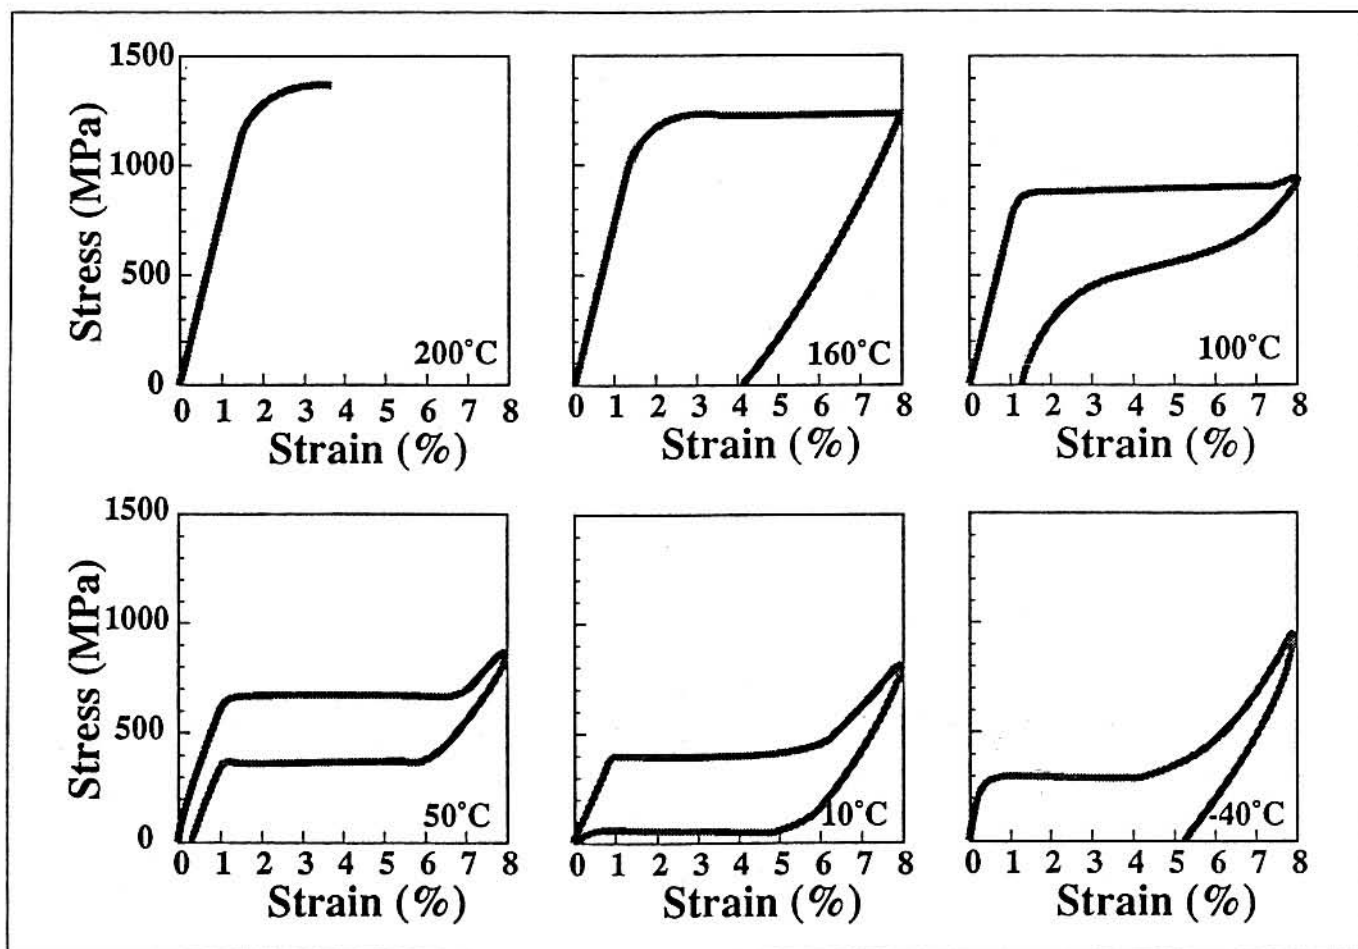 1500
1000
500
0
Stress (MPa)
200°C
0 1 2 3 4 5 6 7 8
Strain (%)
160°C
0 1 2 3 4 5 6 7 8
Strain (%)
100°C
0 1 2 3 4 5 6 7 8
Strain (%)
1500
1000
500
0
Stress (MPa)
50°C
0 1 2 3 4 5 6 7 8
Strain (%)
10°C
0 1 2 3 4 5 6 7 8
Strain (%)
-40°C
0 1 2 3 4 5 6 7 8
Strain (%)